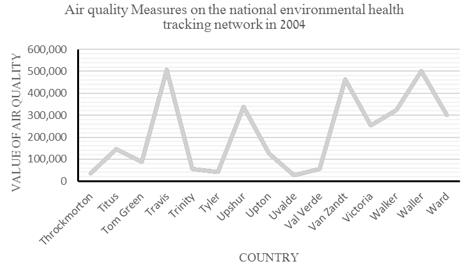 Air quality Measures on the national environmental health
tracking network in 2004
VALUE OF AIR QUALITY
600,000
500,000
400,000
300,000
200,000
100,000
0
Throckmorton
Titus
Tom Green
Travis
Trinity
Tyler
Upshur
Upton
Uvalde
Val Verde
Van Zandt
Victoria
Walker
Waller
Ward
COUNTRY